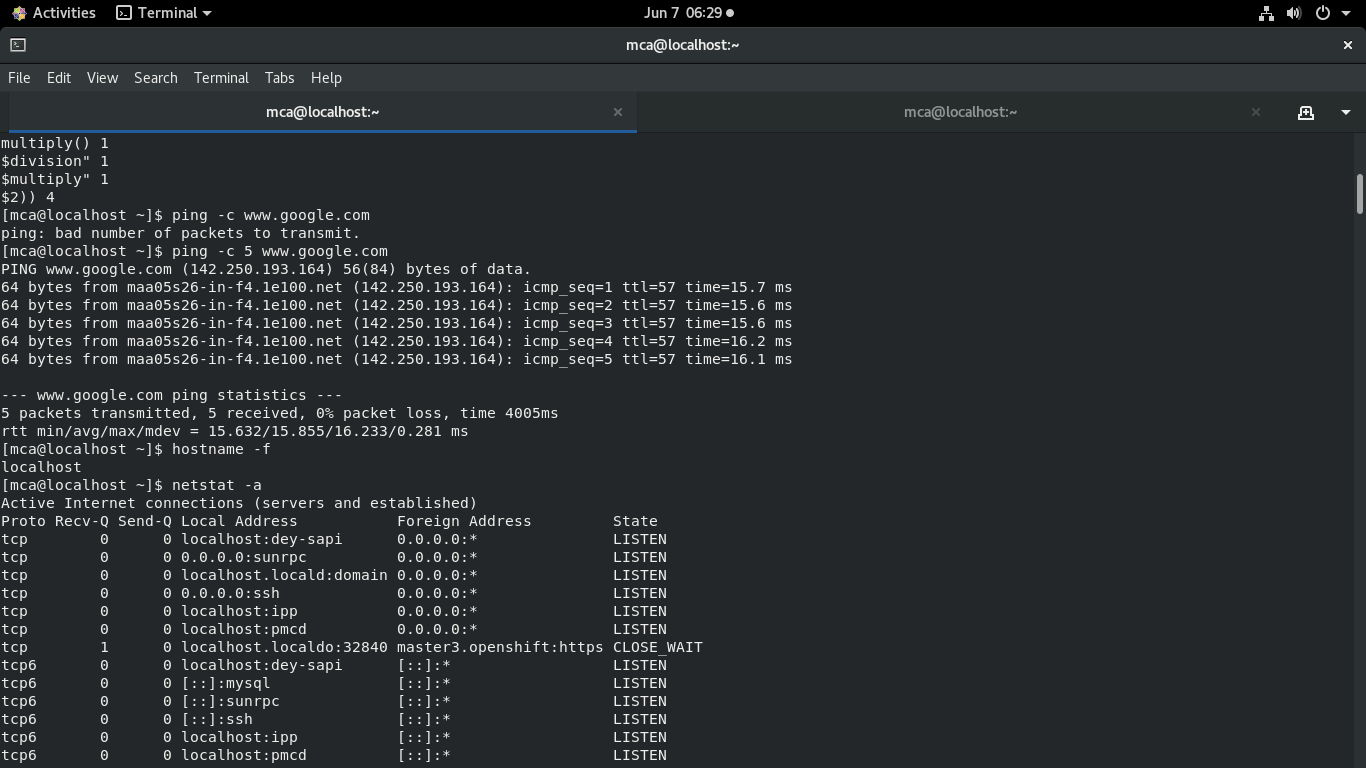 Activities Terminal Jun 7 06:29
mca@localhost:~
File Edit View Search Terminal Tabs Help
mca@localhost:~ mca@localhost:~
multiply() 1
$division" 1
$multiply" 1
$2)) 4
[mca@localhost ~]$ ping -c www.google.com
ping: bad number of packets to transmit.
[mca@localhost ~]$ ping -c 5 www.google.com
PING www.google.com (142.250.193.164) 56(84) bytes of data.
64 bytes from maa05s26-in-f4.1e100.net (142.250.193.164): icmp_seq=1 ttl=57 time=15.7 ms
64 bytes from maa05s26-in-f4.1e100.net (142.250.193.164): icmp_seq=2 ttl=57 time=15.6 ms
64 bytes from maa05s26-in-f4.1e100.net (142.250.193.164): icmp_seq=3 ttl=57 time=15.6 ms
64 bytes from maa05s26-in-f4.1e100.net (142.250.193.164): icmp_seq=4 ttl=57 time=16.2 ms
64 bytes from maa05s26-in-f4.1e100.net (142.250.193.164): icmp_seq=5 ttl=57 time=16.1 ms
--- www.google.com ping statistics ---
5 packets transmitted, 5 received, 0% packet loss, time 4005ms
rtt min/avg/max/mdev = 15.632/15.855/16.233/0.281 ms
[mca@localhost ~]$ hostname -f
localhost
[mca@localhost ~]$ netstat -a
Active Internet connections (servers and established)
Proto Recv-Q Send-Q Local Address           Foreign Address         State
tcp        0      0 localhost:dey-sapi      0.0.0.0:*               LISTEN
tcp        0      0 0.0.0.0:sunrpc          0.0.0.0:*               LISTEN
tcp        0      0 localhost.locald:domain 0.0.0.0:*               LISTEN
tcp        0      0 0.0.0.0:ssh             0.0.0.0:*               LISTEN
tcp        0      0 localhost:ipp           0.0.0.0:*               LISTEN
tcp        0      0 localhost:pmcd          0.0.0.0:*               LISTEN
tcp        1      0 localhost.localdo:32840 master3.openshift:https CLOSE_WAIT
tcp6       0      0 localhost:dey-sapi      [::]:*                  LISTEN
tcp6       0      0 [::]:mysql              [::]:*                  LISTEN
tcp6       0      0 [::]:sunrpc             [::]:*                  LISTEN
tcp6       0      0 [::]:ssh                [::]:*                  LISTEN
tcp6       0      0 localhost:ipp           [::]:*                  LISTEN
tcp6       0      0 localhost:pmcd          [::]:*                  LISTEN